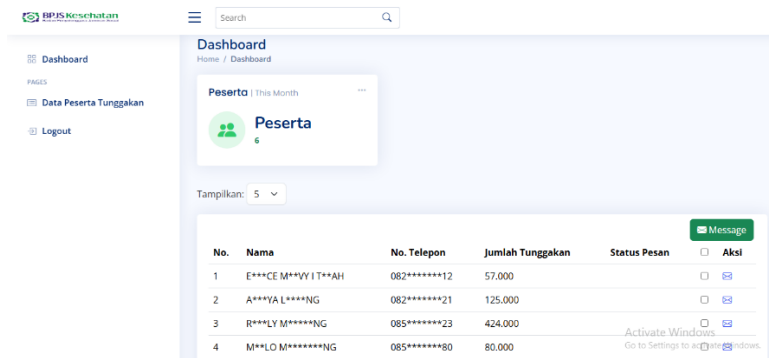 BPJS Kesehatan
Search
Dashboard
Home / Dashboard
Dashboard
PAGES
Data Peserta Tunggakan
Logout
Peserta | This Month
Peserta
6
Tampilkan: 5
Message
No. Nama No. Telepon Jumlah Tunggakan Status Pesan Aksi
1 E***CE M**VY I T**AH 082*******12 57.000
2 A***YA L****NG 082*******21 125.000
3 R***LY M*****NG 085*******23 424.000
4 M**LO M*******NG 085*******80 80.000
Activate Windows
Go to Settings to activate Windows.